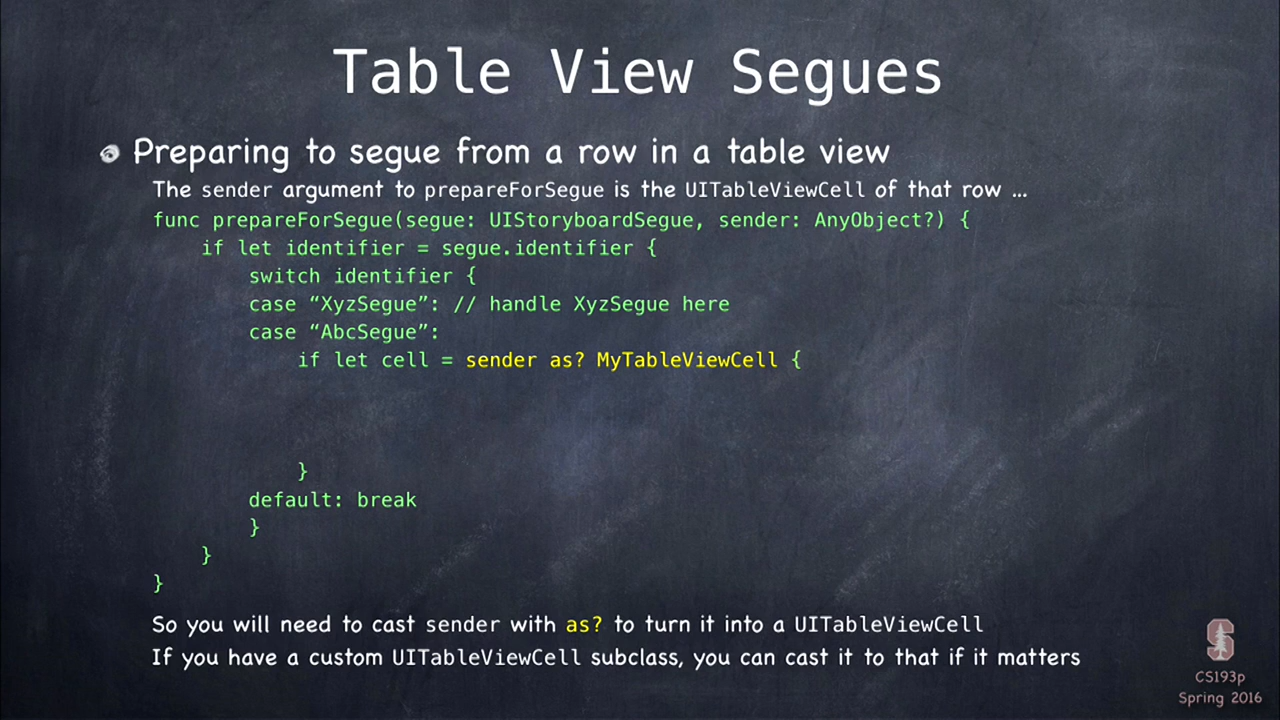 Table View Segues
Preparing to segue from a row in a table view
The sender argument to prepareForSegue is the UITableViewCell of that row …
func prepareForSegue(segue: UIStoryboardSegue, sender: AnyObject?) {
    if let identifier = segue.identifier {
        switch identifier {
        case “XyzSegue”: // handle XyzSegue here
        case “AbcSegue”:
            if let cell = sender as? MyTableViewCell {
            }
        default: break
        }
    }
}
So you will need to cast sender with as? to turn it into a UITableViewCell
If you have a custom UITableViewCell subclass, you can cast it to that if it matters
S
CS193p
Spring 2016